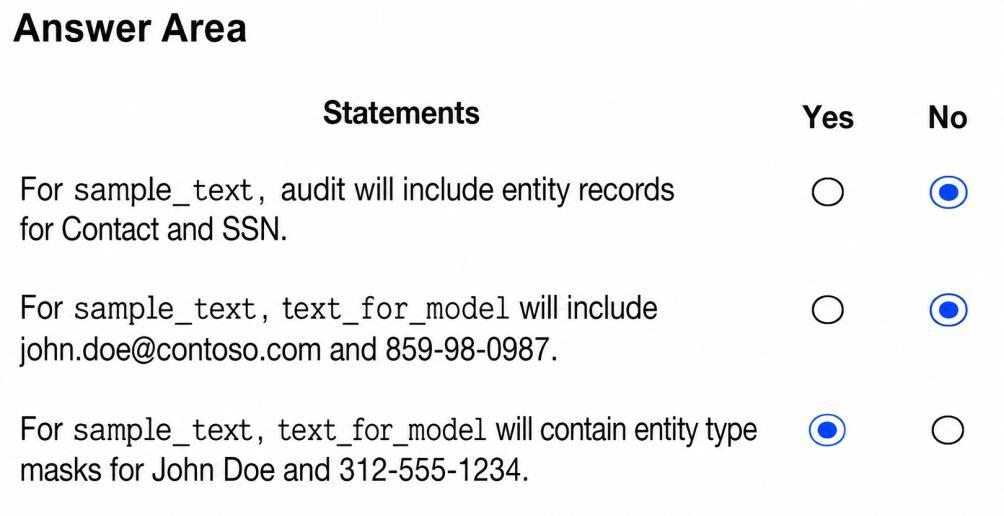 Answer Area
Statements Yes No
For sample_text, audit will include entity records
for Contact and SSN.
For sample_text, text_for_model will include
john.doe@contoso.com and 859-98-0987.
For sample_text, text_for_model will contain entity type
masks for John Doe and 312-555-1234.